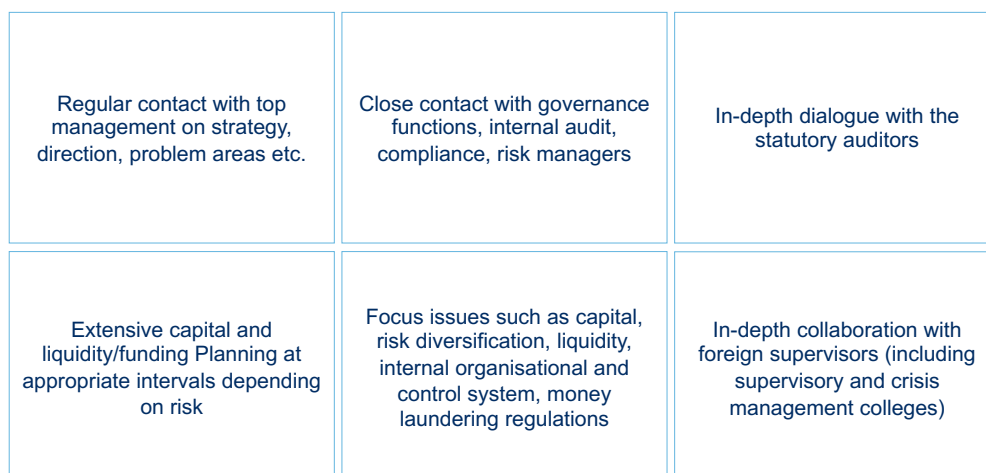 Regular contact with top
management on strategy,
direction, problem areas etc.
Close contact with governance
functions, internal audit,
compliance, risk managers
In-depth dialogue with the
statutory auditors
Extensive capital and
liquidity/funding Planning at
appropriate intervals depending
on risk
Focus issues such as capital,
risk diversification, liquidity,
internal organisational and
control system, money
laundering regulations
In-depth collaboration with
foreign supervisors (including
supervisory and crisis
management colleges)